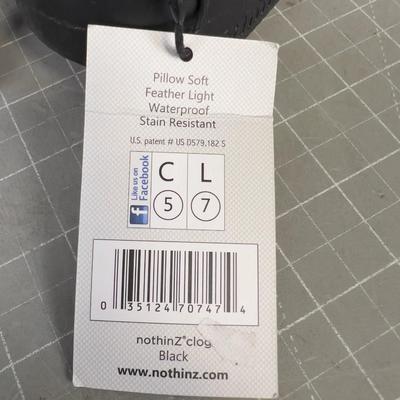 Pillow Soft
Feather Light
Waterproof
Stain Resistant
U.S. patent # US D579,182 S
Like us on
Facebook
f
C L
5 7
0 35124 70747 4
nothinZ®clog
Black
www.nothinz.com